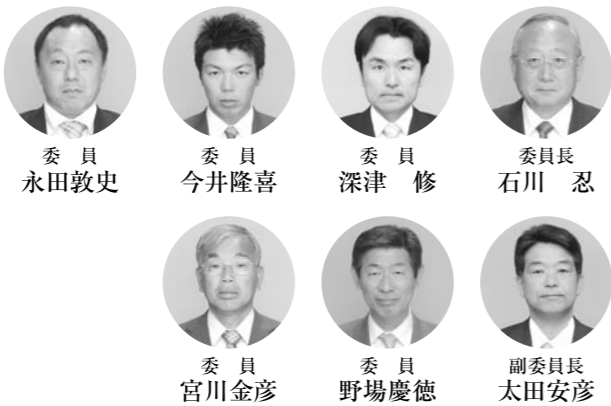 委員長
石川　忍
副委員長
太田安彦
委　員
深津　修
委　員
野場慶徳
委　員
今井隆喜
委　員
宮川金彦
委　員
永田敦史